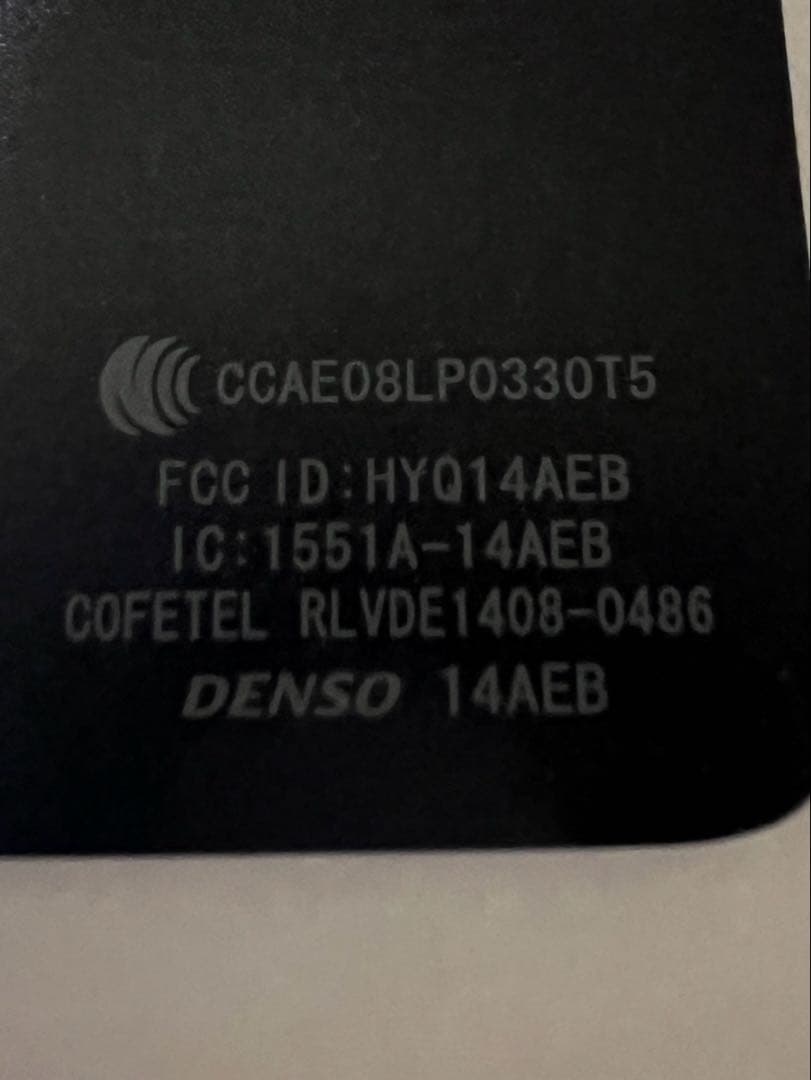 CCAE08LP0330T5
FCC ID:HYQ14AEB
IC:1551A-14AEB
COFETEL RLVDE1408-0486
DENSO 14AEB